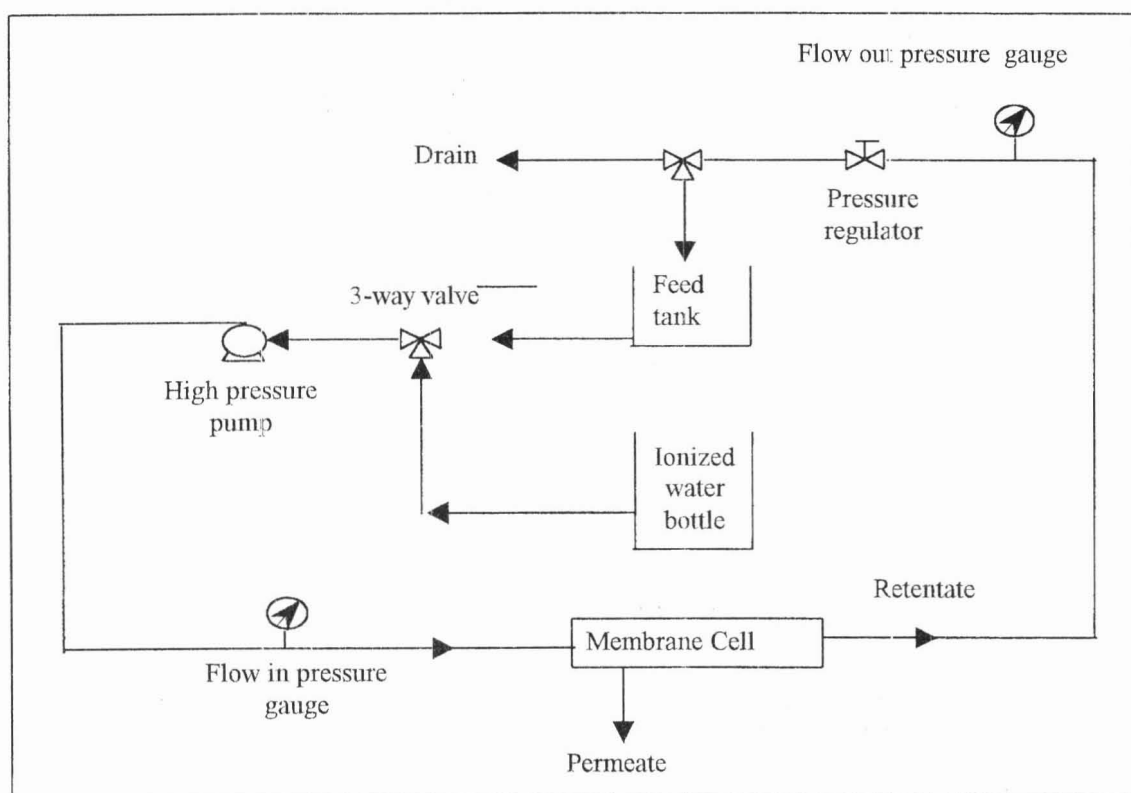 Flow out pressure gauge
Drain
Pressure
regulator
Feed
tank
3-way valve
High pressure
pump
Ionized
water
bottle
Retentate
Membrane Cell
Flow in pressure
gauge
Permeate